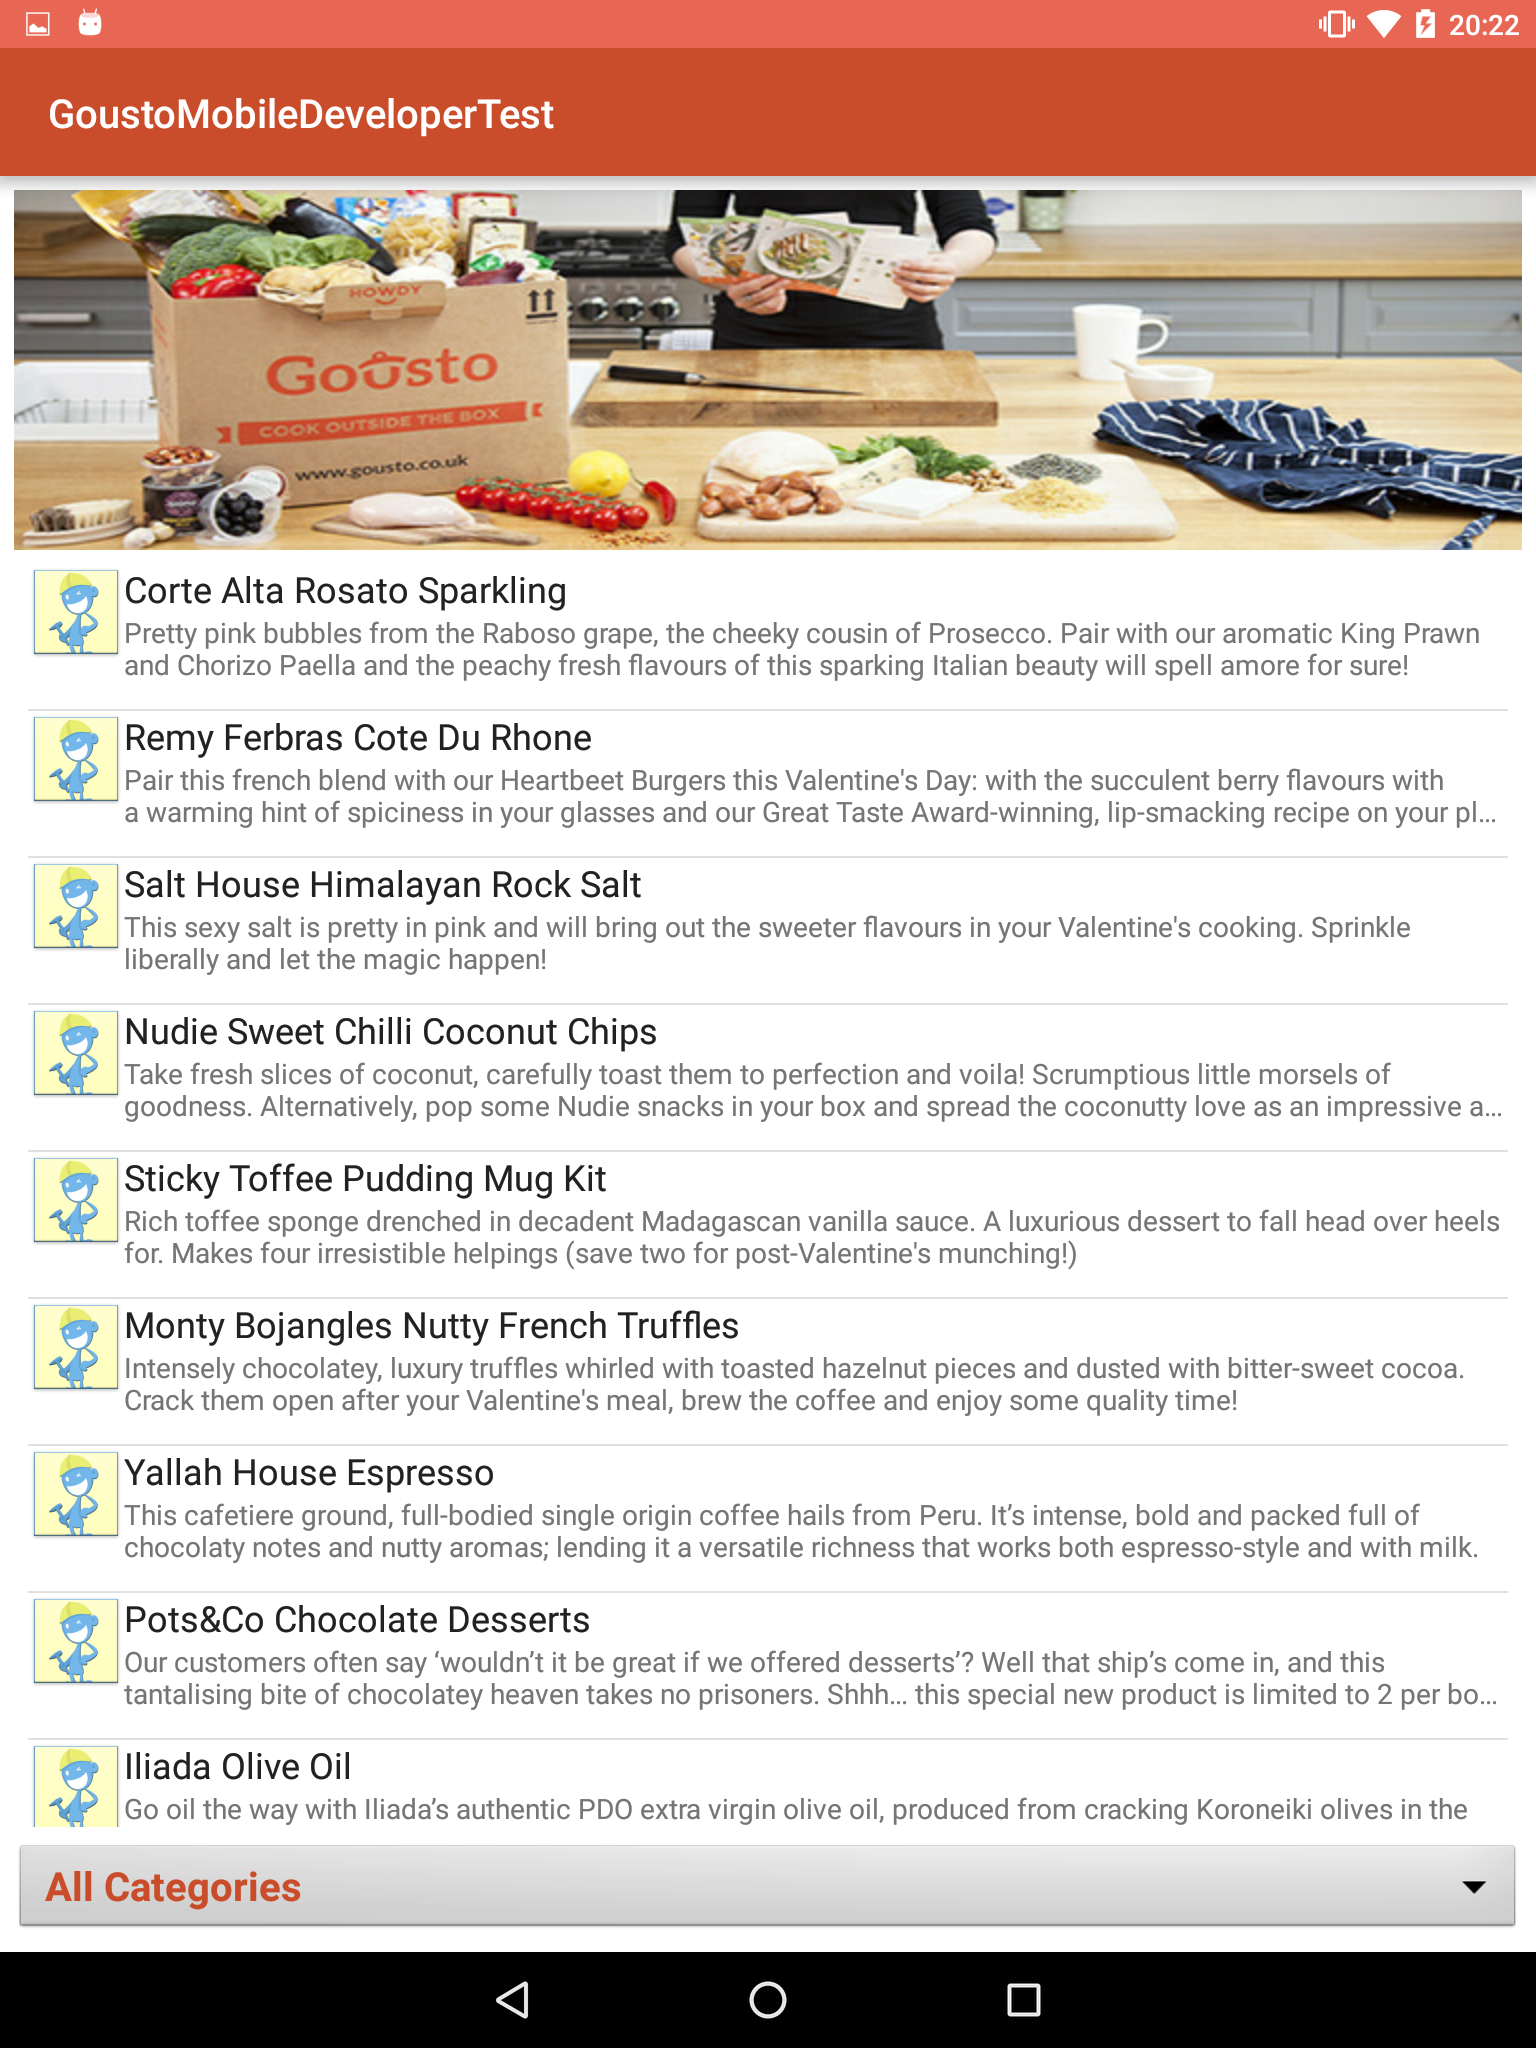 20:22
GoustoMobileDeveloperTest
HOWDY
Gousto
COOK OUTSIDE THE BOX
www.gousto.co.uk
Corte Alta Rosato Sparkling
Pretty pink bubbles from the Raboso grape, the cheeky cousin of Prosecco. Pair with our aromatic King Prawn
and Chorizo Paella and the peachy fresh flavours of this sparking Italian beauty will spell amore for sure!
Remy Ferbras Cote Du Rhone
Pair this french blend with our Heartbeet Burgers this Valentine's Day: with the succulent berry flavours with
a warming hint of spiciness in your glasses and our Great Taste Award-winning, lip-smacking recipe on your pl…
Salt House Himalayan Rock Salt
This sexy salt is pretty in pink and will bring out the sweeter flavours in your Valentine's cooking. Sprinkle
liberally and let the magic happen!
Nudie Sweet Chilli Coconut Chips
Take fresh slices of coconut, carefully toast them to perfection and voila! Scrumptious little morsels of
goodness. Alternatively, pop some Nudie snacks in your box and spread the coconutty love as an impressive a…
Sticky Toffee Pudding Mug Kit
Rich toffee sponge drenched in decadent Madagascan vanilla sauce. A luxurious dessert to fall head over heels
for. Makes four irresistible helpings (save two for post-Valentine's munching!)
Monty Bojangles Nutty French Truffles
Intensely chocolatey, luxury truffles whirled with toasted hazelnut pieces and dusted with bitter-sweet cocoa.
Crack them open after your Valentine's meal, brew the coffee and enjoy some quality time!
Yallah House Espresso
This cafetiere ground, full-bodied single origin coffee hails from Peru. It’s intense, bold and packed full of
chocolaty notes and nutty aromas; lending it a versatile richness that works both espresso-style and with milk.
Pots&Co Chocolate Desserts
Our customers often say ‘wouldn’t it be great if we offered desserts’? Well that ship’s come in, and this
tantalising bite of chocolatey heaven takes no prisoners. Shhh… this special new product is limited to 2 per bo…
Iliada Olive Oil
Go oil the way with Iliada’s authentic PDO extra virgin olive oil, produced from cracking Koroneiki olives in the
All Categories